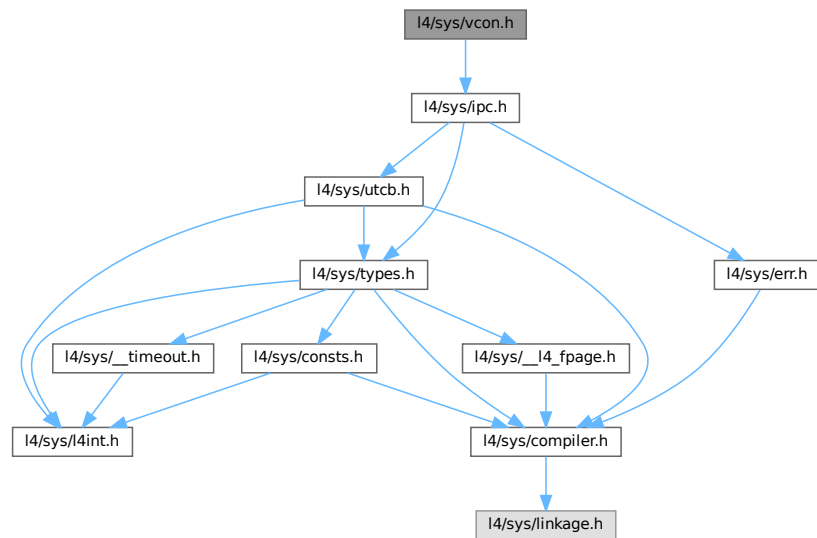 l4/sys/vcon.h
l4/sys/ipc.h
l4/sys/utcb.h
l4/sys/types.h
l4/sys/err.h
l4/sys/__timeout.h
l4/sys/consts.h
l4/sys/__l4_fpage.h
l4/sys/l4int.h
l4/sys/compiler.h
l4/sys/linkage.h